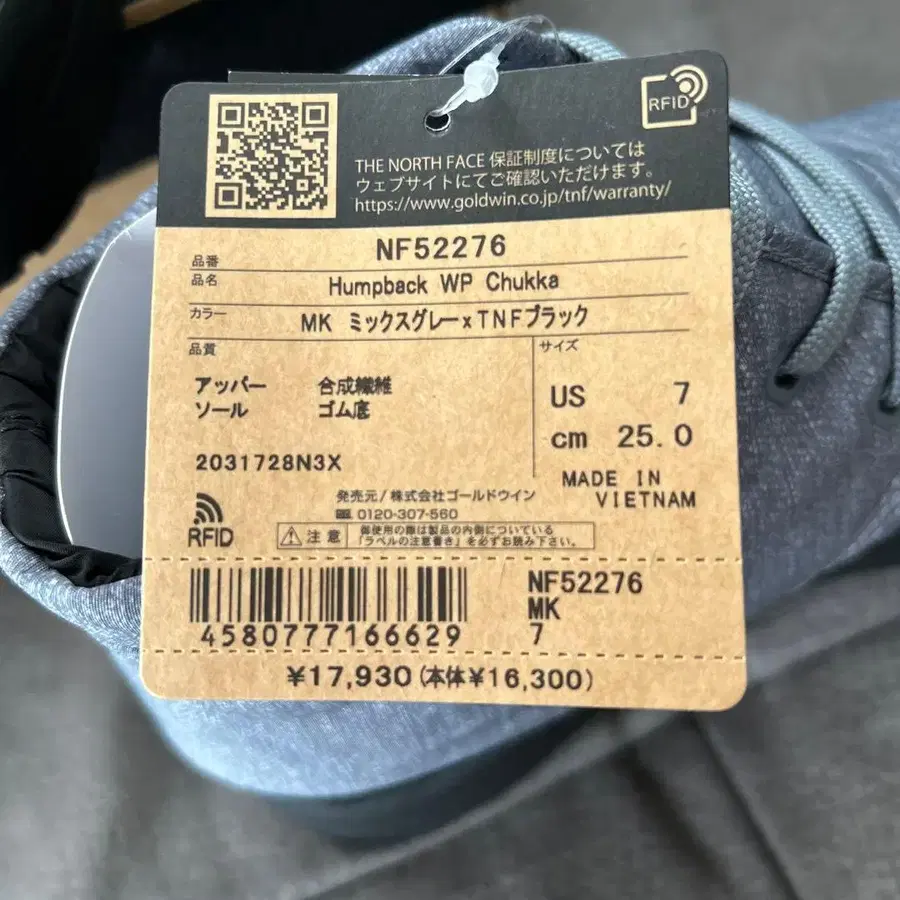 RFID
THE NORTH FACE 保証制度については
ウェブサイトにてご確認いただけます。
https://www.goldwin.co.jp/tnf/warranty/
品番 NF52276
品名 Humpback WP Chukka
カラー MK ミックスグレーxTNFブラック
品質
アッパー 合成繊維
ソール ゴム底
2031728N3X
サイズ
US 7
cm 25.0
MADE IN
VIETNAM
RFID
発売元/株式会社ゴールドウイン
0120-307-560
注意
御使用の際は製品の内側についている
「ラベルの注意書き」を必ずお読み下さい。
4580777166629
NF52276
MK
7
¥17,930(本体¥16,300)